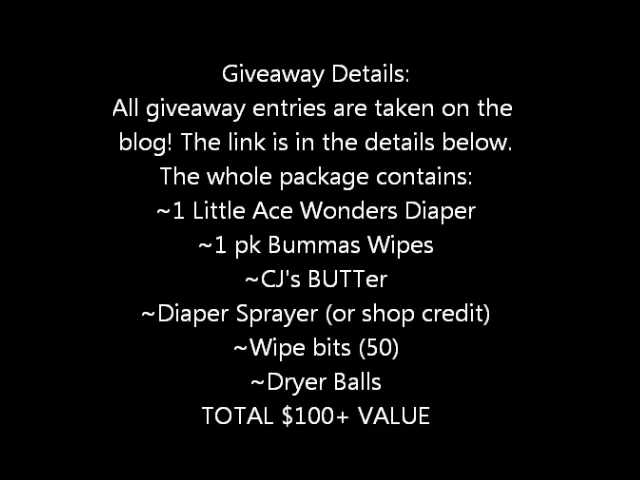 Giveaway Details:
All giveaway entries are taken on the
blog! The link is in the details below.
The whole package contains:
~1 Little Ace Wonders Diaper
~1 pk Bummas Wipes
~CJ's BUTTer
~Diaper Sprayer (or shop credit)
~Wipe bits (50)
~Dryer Balls
TOTAL $100+ VALUE